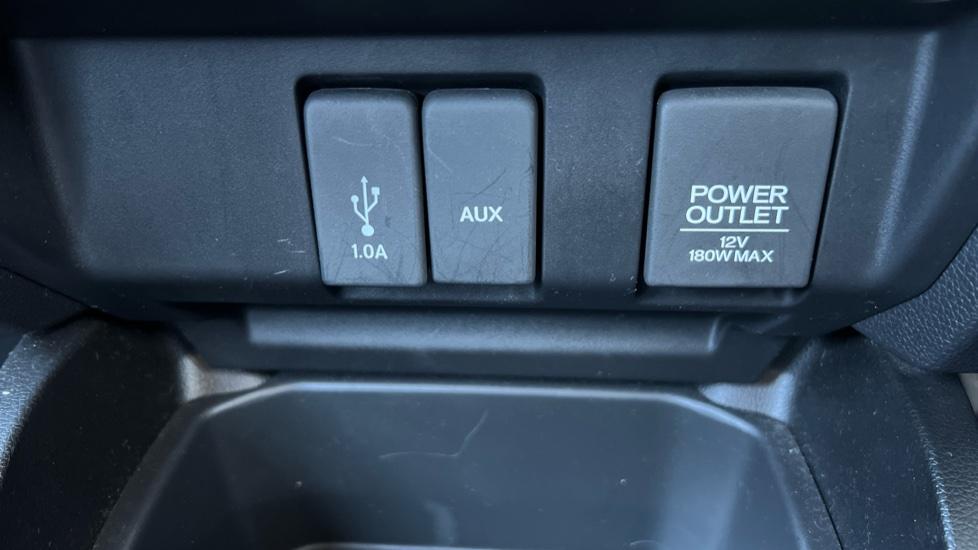 1.0A
AUX
POWER
OUTLET
12V
180W MAX